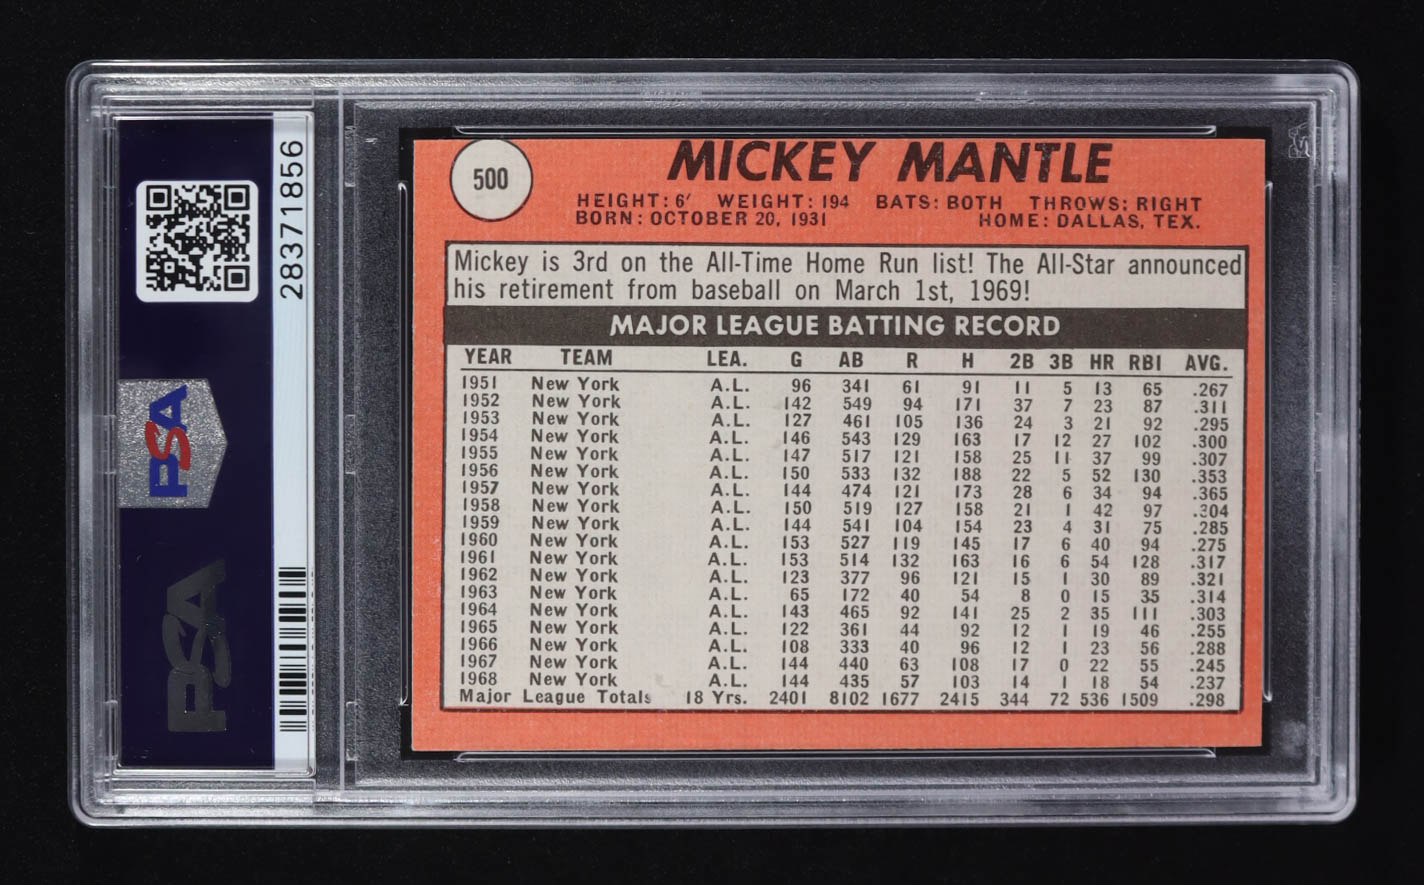 28371856
PSA
PSA
500
MICKEY MANTLE
HEIGHT: 6' WEIGHT: 194 BATS: BOTH THROWS: RIGHT
BORN: OCTOBER 20, 1931 HOME: DALLAS, TEX.
Mickey is 3rd on the All-Time Home Run list! The All-Star announced
his retirement from baseball on March 1st, 1969!
MAJOR LEAGUE BATTING RECORD
YEAR TEAM LEA. G AB R H 2B 3B HR RBI AVG.
1951 New York A.L. 96 341 61 91 11 5 13 65 .267
1952 New York A.L. 142 549 94 171 37 7 23 87 .311
1953 New York A.L. 127 461 105 136 24 3 21 92 .295
1954 New York A.L. 146 543 129 163 17 12 27 102 .300
1955 New York A.L. 147 517 121 158 25 11 37 99 .307
1956 New York A.L. 150 533 132 188 22 5 52 130 .353
1957 New York A.L. 144 474 121 173 28 6 34 94 .365
1958 New York A.L. 150 519 127 158 21 1 42 97 .304
1959 New York A.L. 144 541 104 154 23 4 31 75 .285
1960 New York A.L. 153 527 119 145 17 6 40 94 .275
1961 New York A.L. 153 514 132 163 16 6 54 128 .317
1962 New York A.L. 123 377 96 121 15 1 30 89 .321
1963 New York A.L. 65 172 40 54 8 0 15 35 .314
1964 New York A.L. 143 465 92 141 25 2 35 111 .303
1965 New York A.L. 122 361 44 92 12 1 19 46 .255
1966 New York A.L. 108 333 40 96 12 1 23 56 .288
1967 New York A.L. 144 440 63 108 17 0 22 55 .245
1968 New York A.L. 144 435 57 103 14 1 18 54 .237
Major League Totals 18 Yrs. 2401 8102 1677 2415 344 72 536 1509 .298